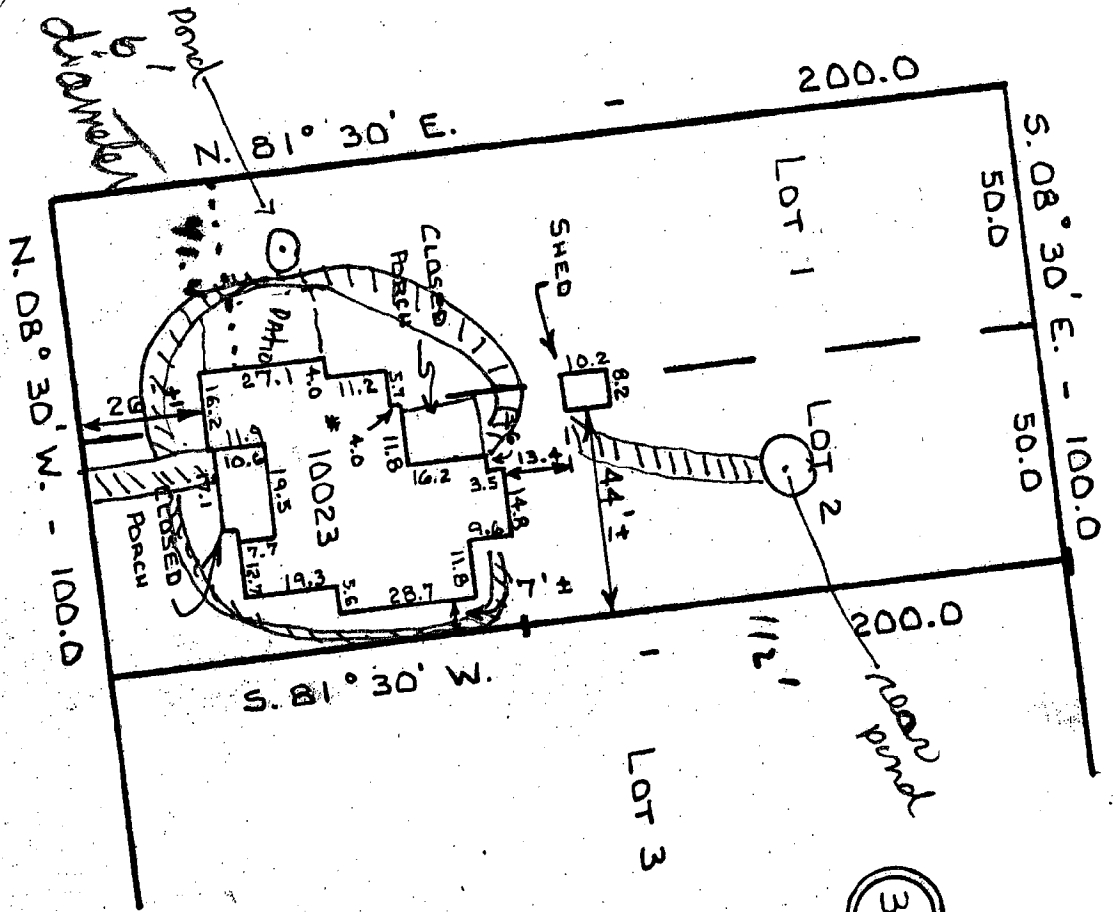 pond
6'
diameter
N. 81° 30' E.
-
200.0
S. 08° 30' E. - 100.0
50.0
50.0
LOT 1
LOT 2
LOT 3
SHED
10.2
8.2
CLOSED
PORCH
Patio
27.1
4.0
11.2
5.7
4.0
11.8
16.2
16.2
# 10023
26
10.6
19.5
17.1
7.7
12.7
19.3
5.6
28.7
11.8
9.6
14.8
3.5
13.4
44'±
7'±
CLOSED
PORCH
N. 08° 30' W. - 100.0
S. 81° 30' W.
-
200.0
112'
rear
pond
3